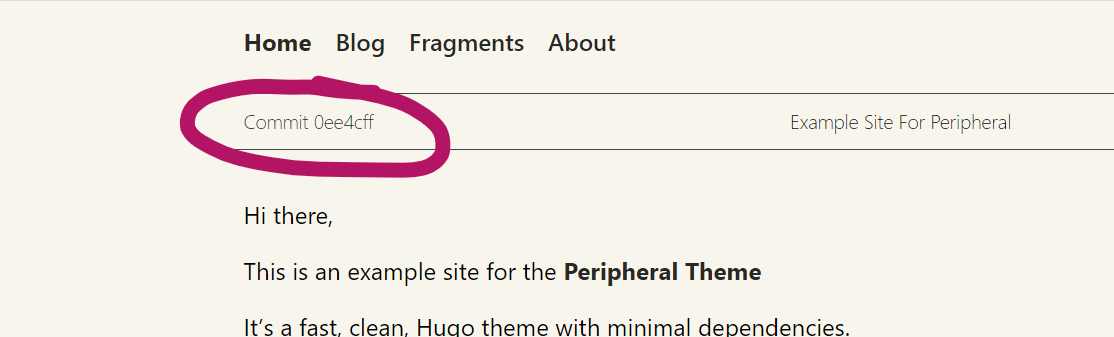 Home Blog Fragments About
Commit 0ee4cff Example Site For Peripheral
Hi there,
This is an example site for the Peripheral Theme
It’s a fast, clean, Hugo theme with minimal dependencies.